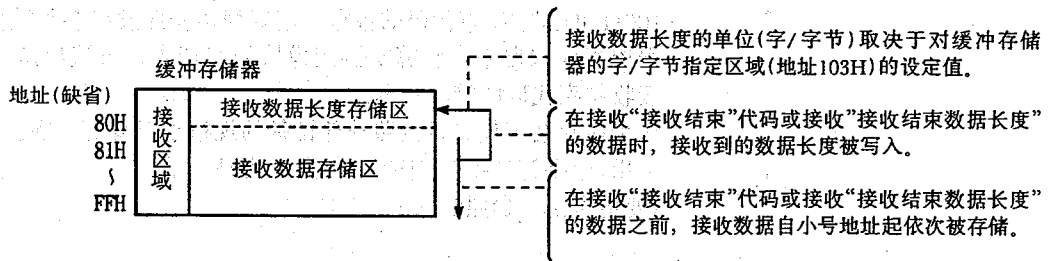 接收数据长度的单位(字/字节)取决于对缓冲存储
器的字/字节指定区域(地址103H)的设定值。
缓冲存储器
地址(缺省)
80H
81H
∫
FFH
接收区域
接收数据长度存储区
接收数据存储区
在接收“接收结束”代码或接收”接收结束数据长度”
的数据时，接收到的数据长度被写入。
在接收“接收结束”代码或接收“接收结束数据长度”
的数据之前，接收数据自小号地址起依次被存储。